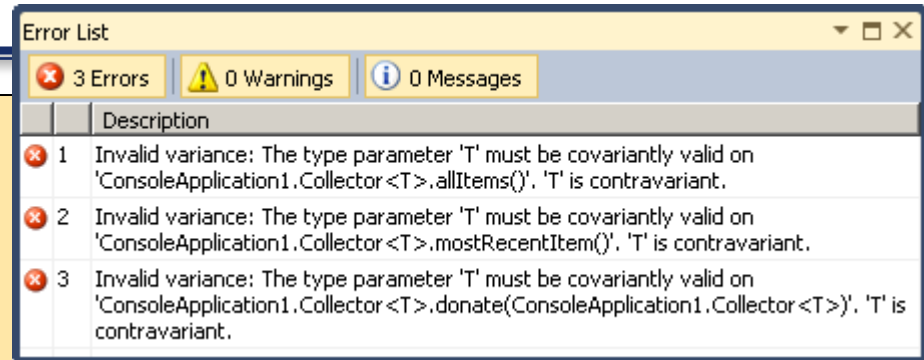 Error List
3 Errors 0 Warnings 0 Messages
Description
1 Invalid variance: The type parameter 'T' must be covariantly valid on
'ConsoleApplication1.Collector<T>.allItems()'. 'T' is contravariant.
2 Invalid variance: The type parameter 'T' must be covariantly valid on
'ConsoleApplication1.Collector<T>.mostRecentItem()'. 'T' is contravariant.
3 Invalid variance: The type parameter 'T' must be covariantly valid on
'ConsoleApplication1.Collector<T>.donate(ConsoleApplication1.Collector<T>)'. 'T' is
contravariant.